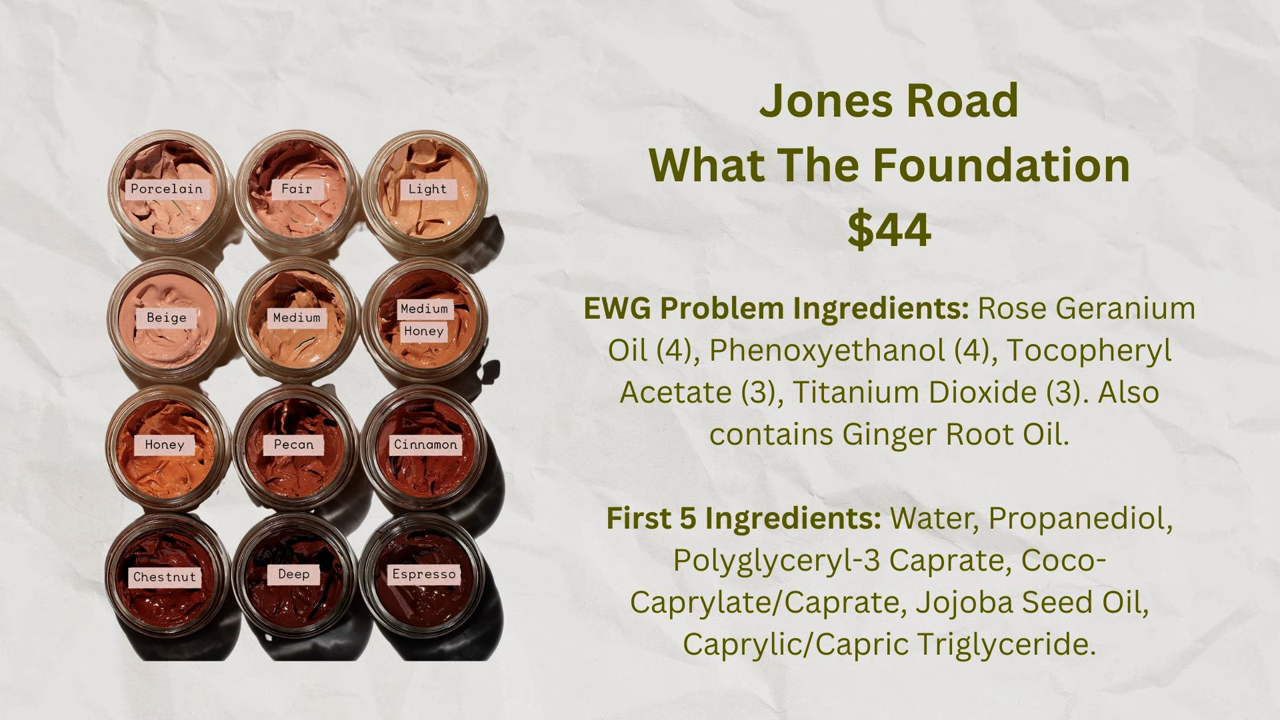 Porcelain
Fair
Light
Beige
Medium
Medium
Honey
Honey
Pecan
Cinnamon
Chestnut
Deep
Espresso
Jones Road
What The Foundation
$44
EWG Problem Ingredients: Rose Geranium
Oil (4), Phenoxyethanol (4), Tocopheryl
Acetate (3), Titanium Dioxide (3). Also
contains Ginger Root Oil.
First 5 Ingredients: Water, Propanediol,
Polyglyceryl-3 Caprate, Coco-
Caprylate/Caprate, Jojoba Seed Oil,
Caprylic/Capric Triglyceride.